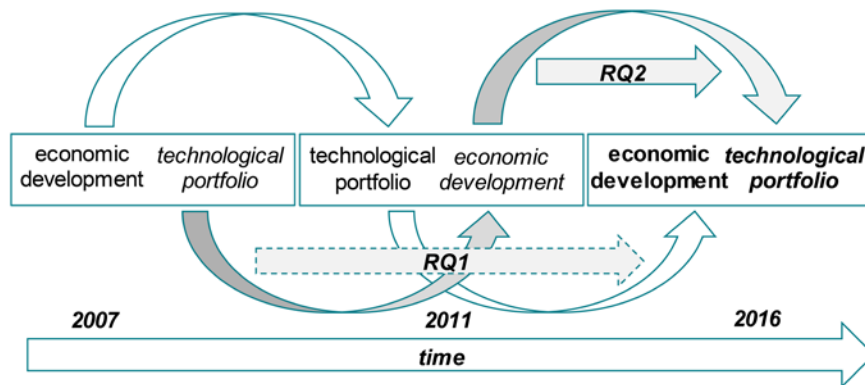 RQ2
economic
development
technological
portfolio
technological
portfolio
economic
development
economic
development
technological
portfolio
RQ1
2007
2011
2016
time